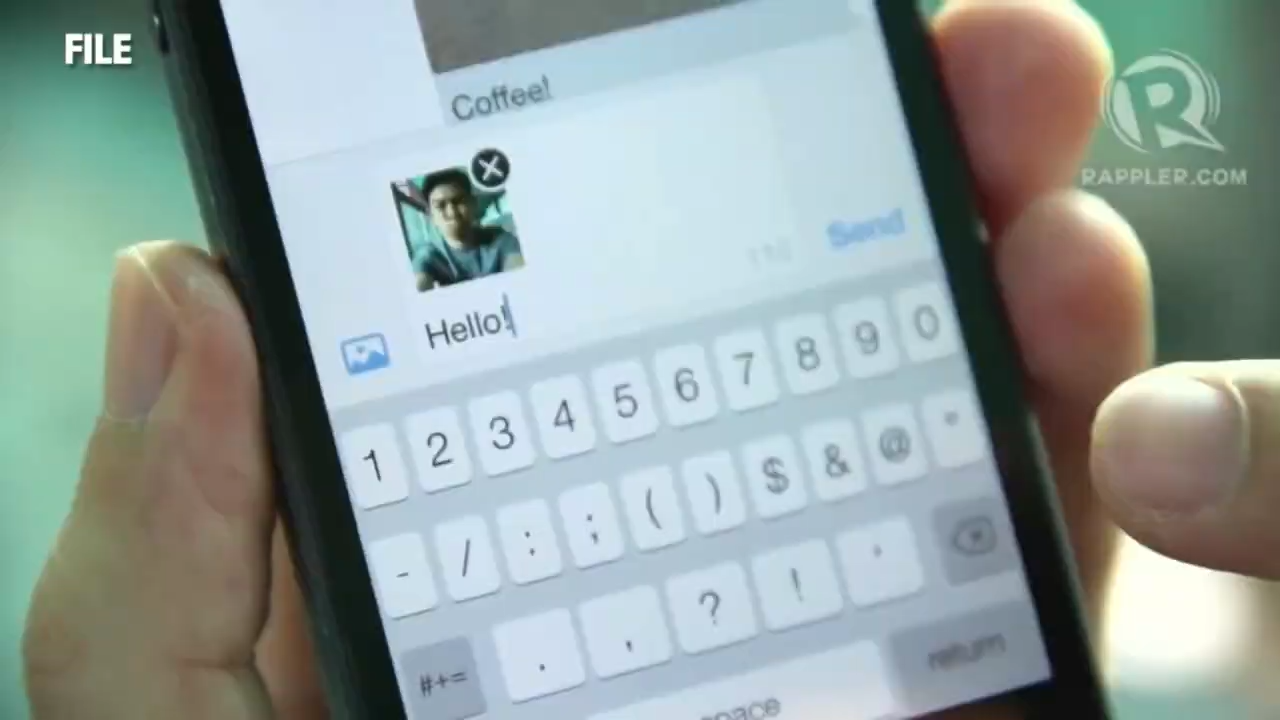 FILE
R
RAPPLER.COM
Coffee!
Send
Hello!
1 2 3 4 5 6 7 8 9 0
- / : ; ( ) $ & @ "
#+= . , ? ! '
space return